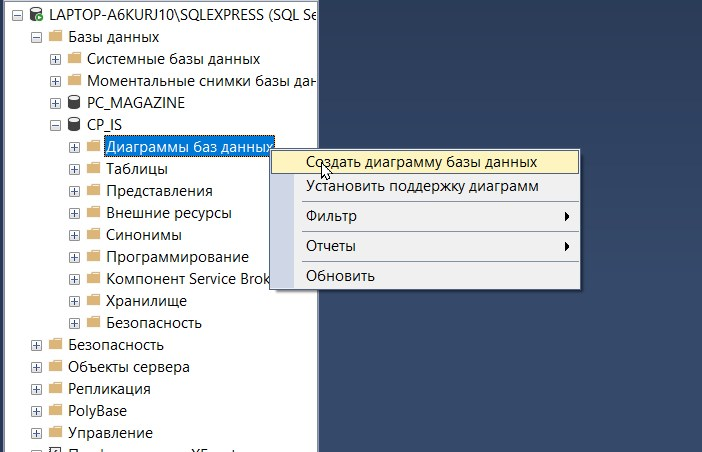 LAPTOP-A6KURJ10\SQLEXPRESS (SQL Se
Базы данных
Системные базы данных
Моментальные снимки базы дан
PC_MAGAZINE
CP_IS
Диаграммы баз данных
Создать диаграмму базы данных
Таблицы
Установить поддержку диаграмм
Представления
Внешние ресурсы
Фильтр
Синонимы
Отчеты
Программирование
Компонент Service Brok
Обновить
Хранилище
Безопасность
Безопасность
Объекты сервера
Репликация
PolyBase
Управление